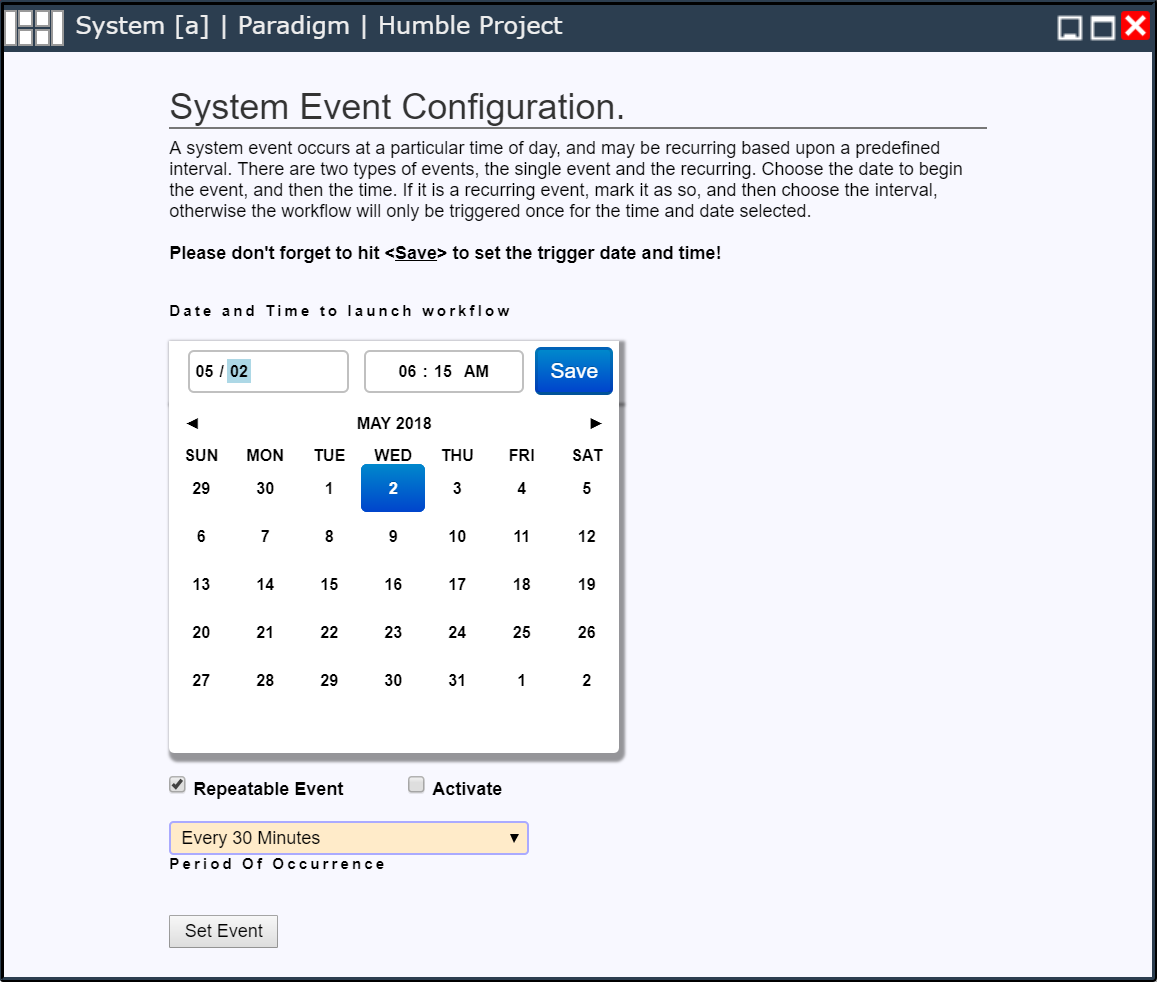 System [a] | Paradigm | Humble Project
System Event Configuration.
A system event occurs at a particular time of day, and may be recurring based upon a predefined
interval. There are two types of events, the single event and the recurring. Choose the date to begin
the event, and then the time. If it is a recurring event, mark it as so, and then choose the interval,
otherwise the workflow will only be triggered once for the time and date selected.
Please don't forget to hit <Save> to set the trigger date and time!
Date and Time to launch workflow
05 / 02 06 : 15 AM Save
◀ MAY 2018 ▶
SUN MON TUE WED THU FRI SAT
29 30 1 2 3 4 5
6 7 8 9 10 11 12
13 14 15 16 17 18 19
20 21 22 23 24 25 26
27 28 29 30 31 1 2
Repeatable Event Activate
Every 30 Minutes
Period Of Occurrence
Set Event